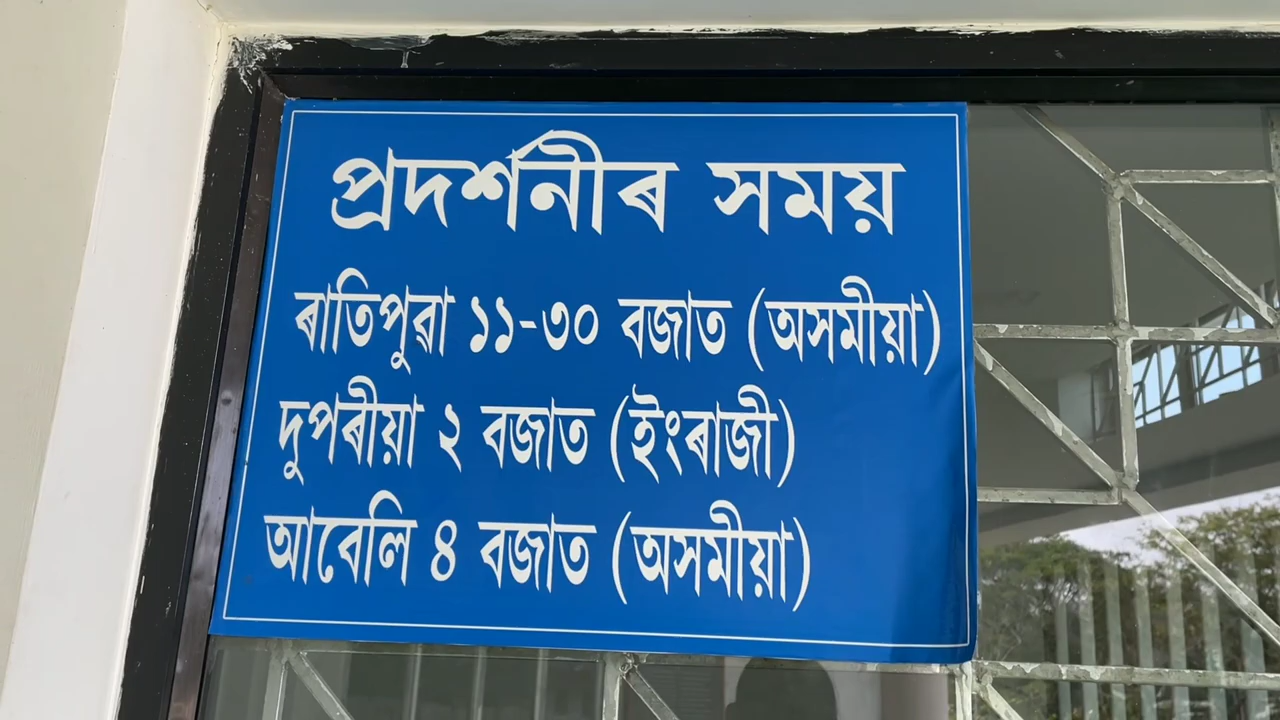 প্ৰদৰ্শনীৰ সময়
ৰাতিপুৱা ১১-৩০ বজাত (অসমীয়া)
দুপৰীয়া ২ বজাত (ইংৰাজী)
আবেলি ৪ বজাত (অসমীয়া)